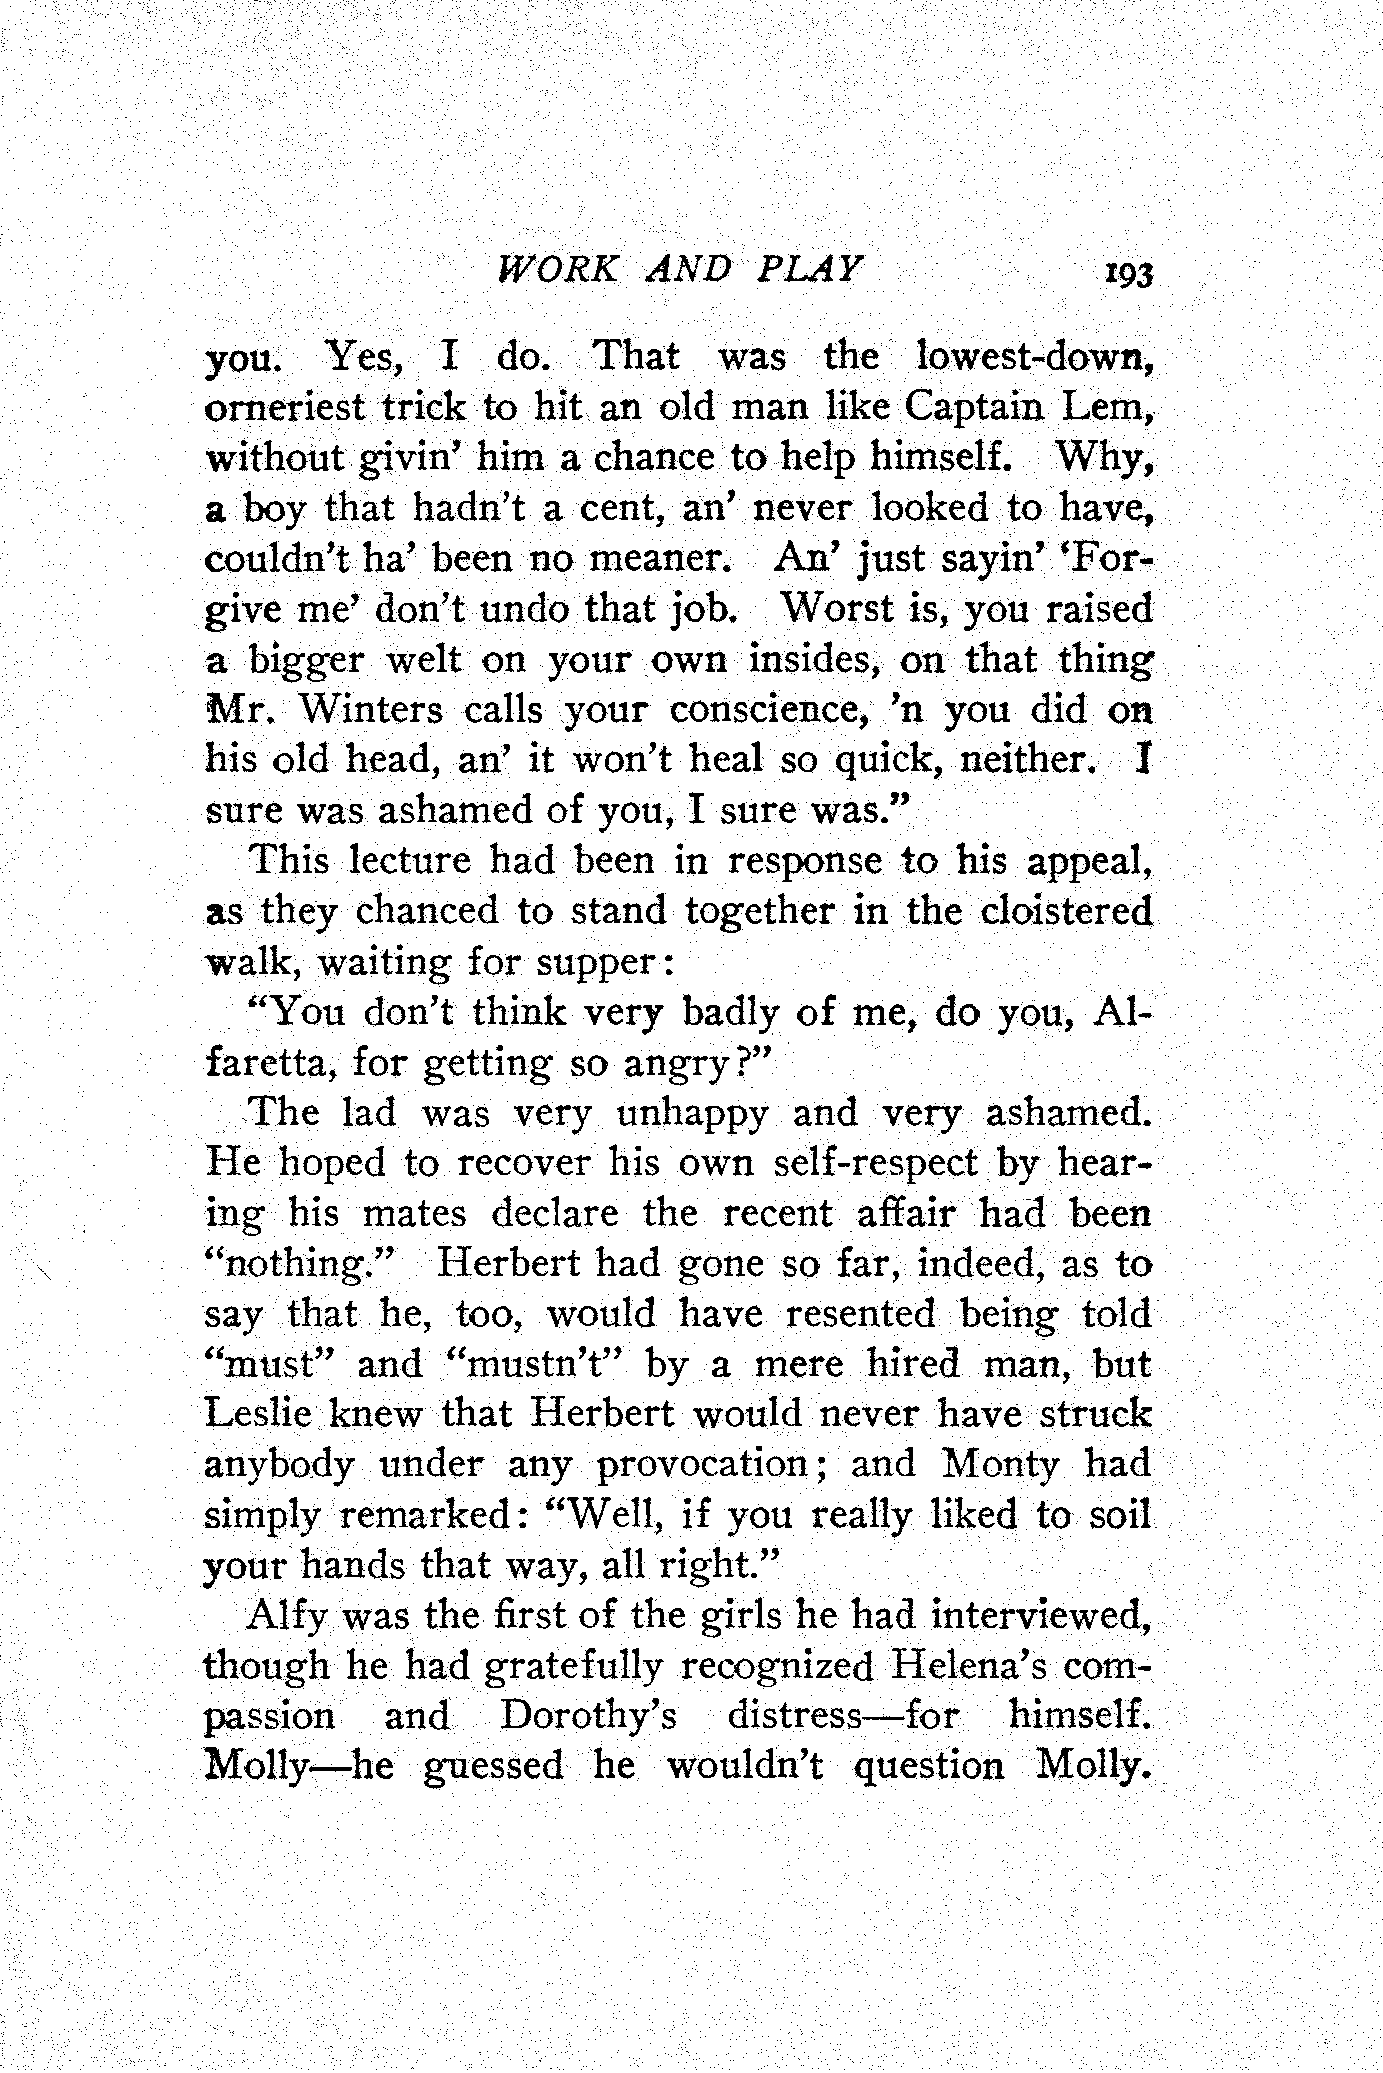 WORK AND PLAY 193
you. Yes, I do. That was the lowest-down,
orneriest trick to hit an old man like Captain Lem,
without givin' him a chance to help himself. Why,
a boy that hadn't a cent, an' never looked to have,
couldn't ha' been no meaner. An' just sayin' 'For-
give me' don't undo that job. Worst is, you raised
a bigger welt on your own insides, on that thing
Mr. Winters calls your conscience, 'n you did on
his old head, an' it won't heal so quick, neither. I
sure was ashamed of you, I sure was."
This lecture had been in response to his appeal,
as they chanced to stand together in the cloistered
walk, waiting for supper:
"You don't think very badly of me, do you, Al-
faretta, for getting so angry?"
The lad was very unhappy and very ashamed.
He hoped to recover his own self-respect by hear-
ing his mates declare the recent affair had been
"nothing." Herbert had gone so far, indeed, as to
say that he, too, would have resented being told
"must" and "mustn't" by a mere hired man, but
Leslie knew that Herbert would never have struck
anybody under any provocation; and Monty had
simply remarked: "Well, if you really liked to soil
your hands that way, all right."
Alfy was the first of the girls he had interviewed,
though he had gratefully recognized Helena's com-
passion and Dorothy's distress—for himself.
Molly—he guessed he wouldn't question Molly.